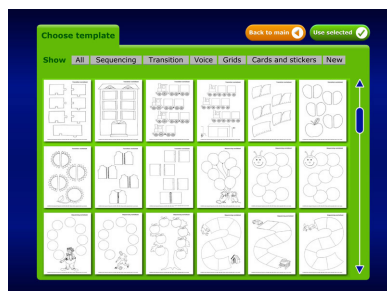 Choose template
Back to main
Use selected
Show All Sequencing Transition Voice Grids Cards and stickers New